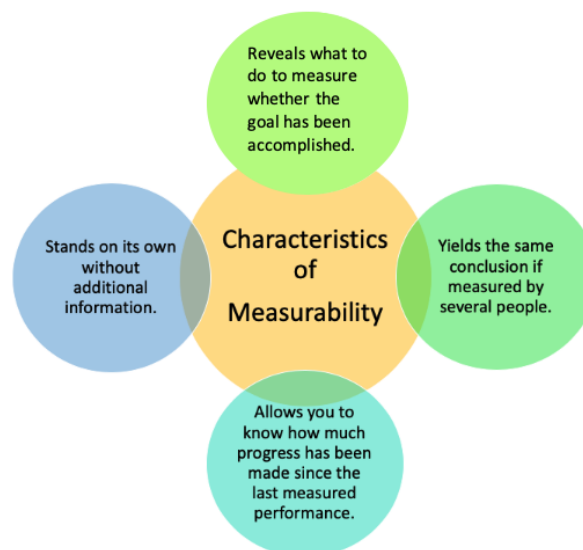 Reveals what to
do to measure
whether the
goal has been
accomplished.
Stands on its own
without
additional
information.
Characteristics
of
Measurability
Yields the same
conclusion if
measured by
several people.
Allows you to
know how much
progress has been
made since the
last measured
performance.